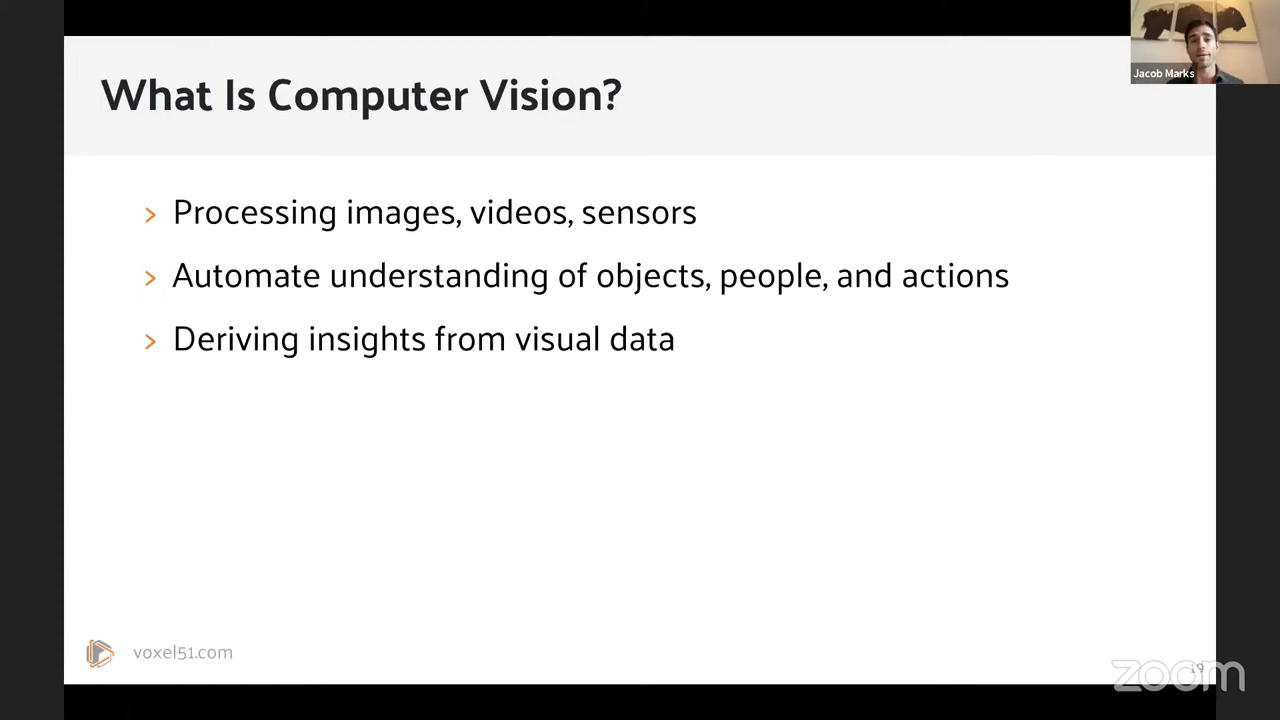 What Is Computer Vision?
Jacob Marks
> Processing images, videos, sensors
> Automate understanding of objects, people, and actions
> Deriving insights from visual data
voxel51.com
19
zoom